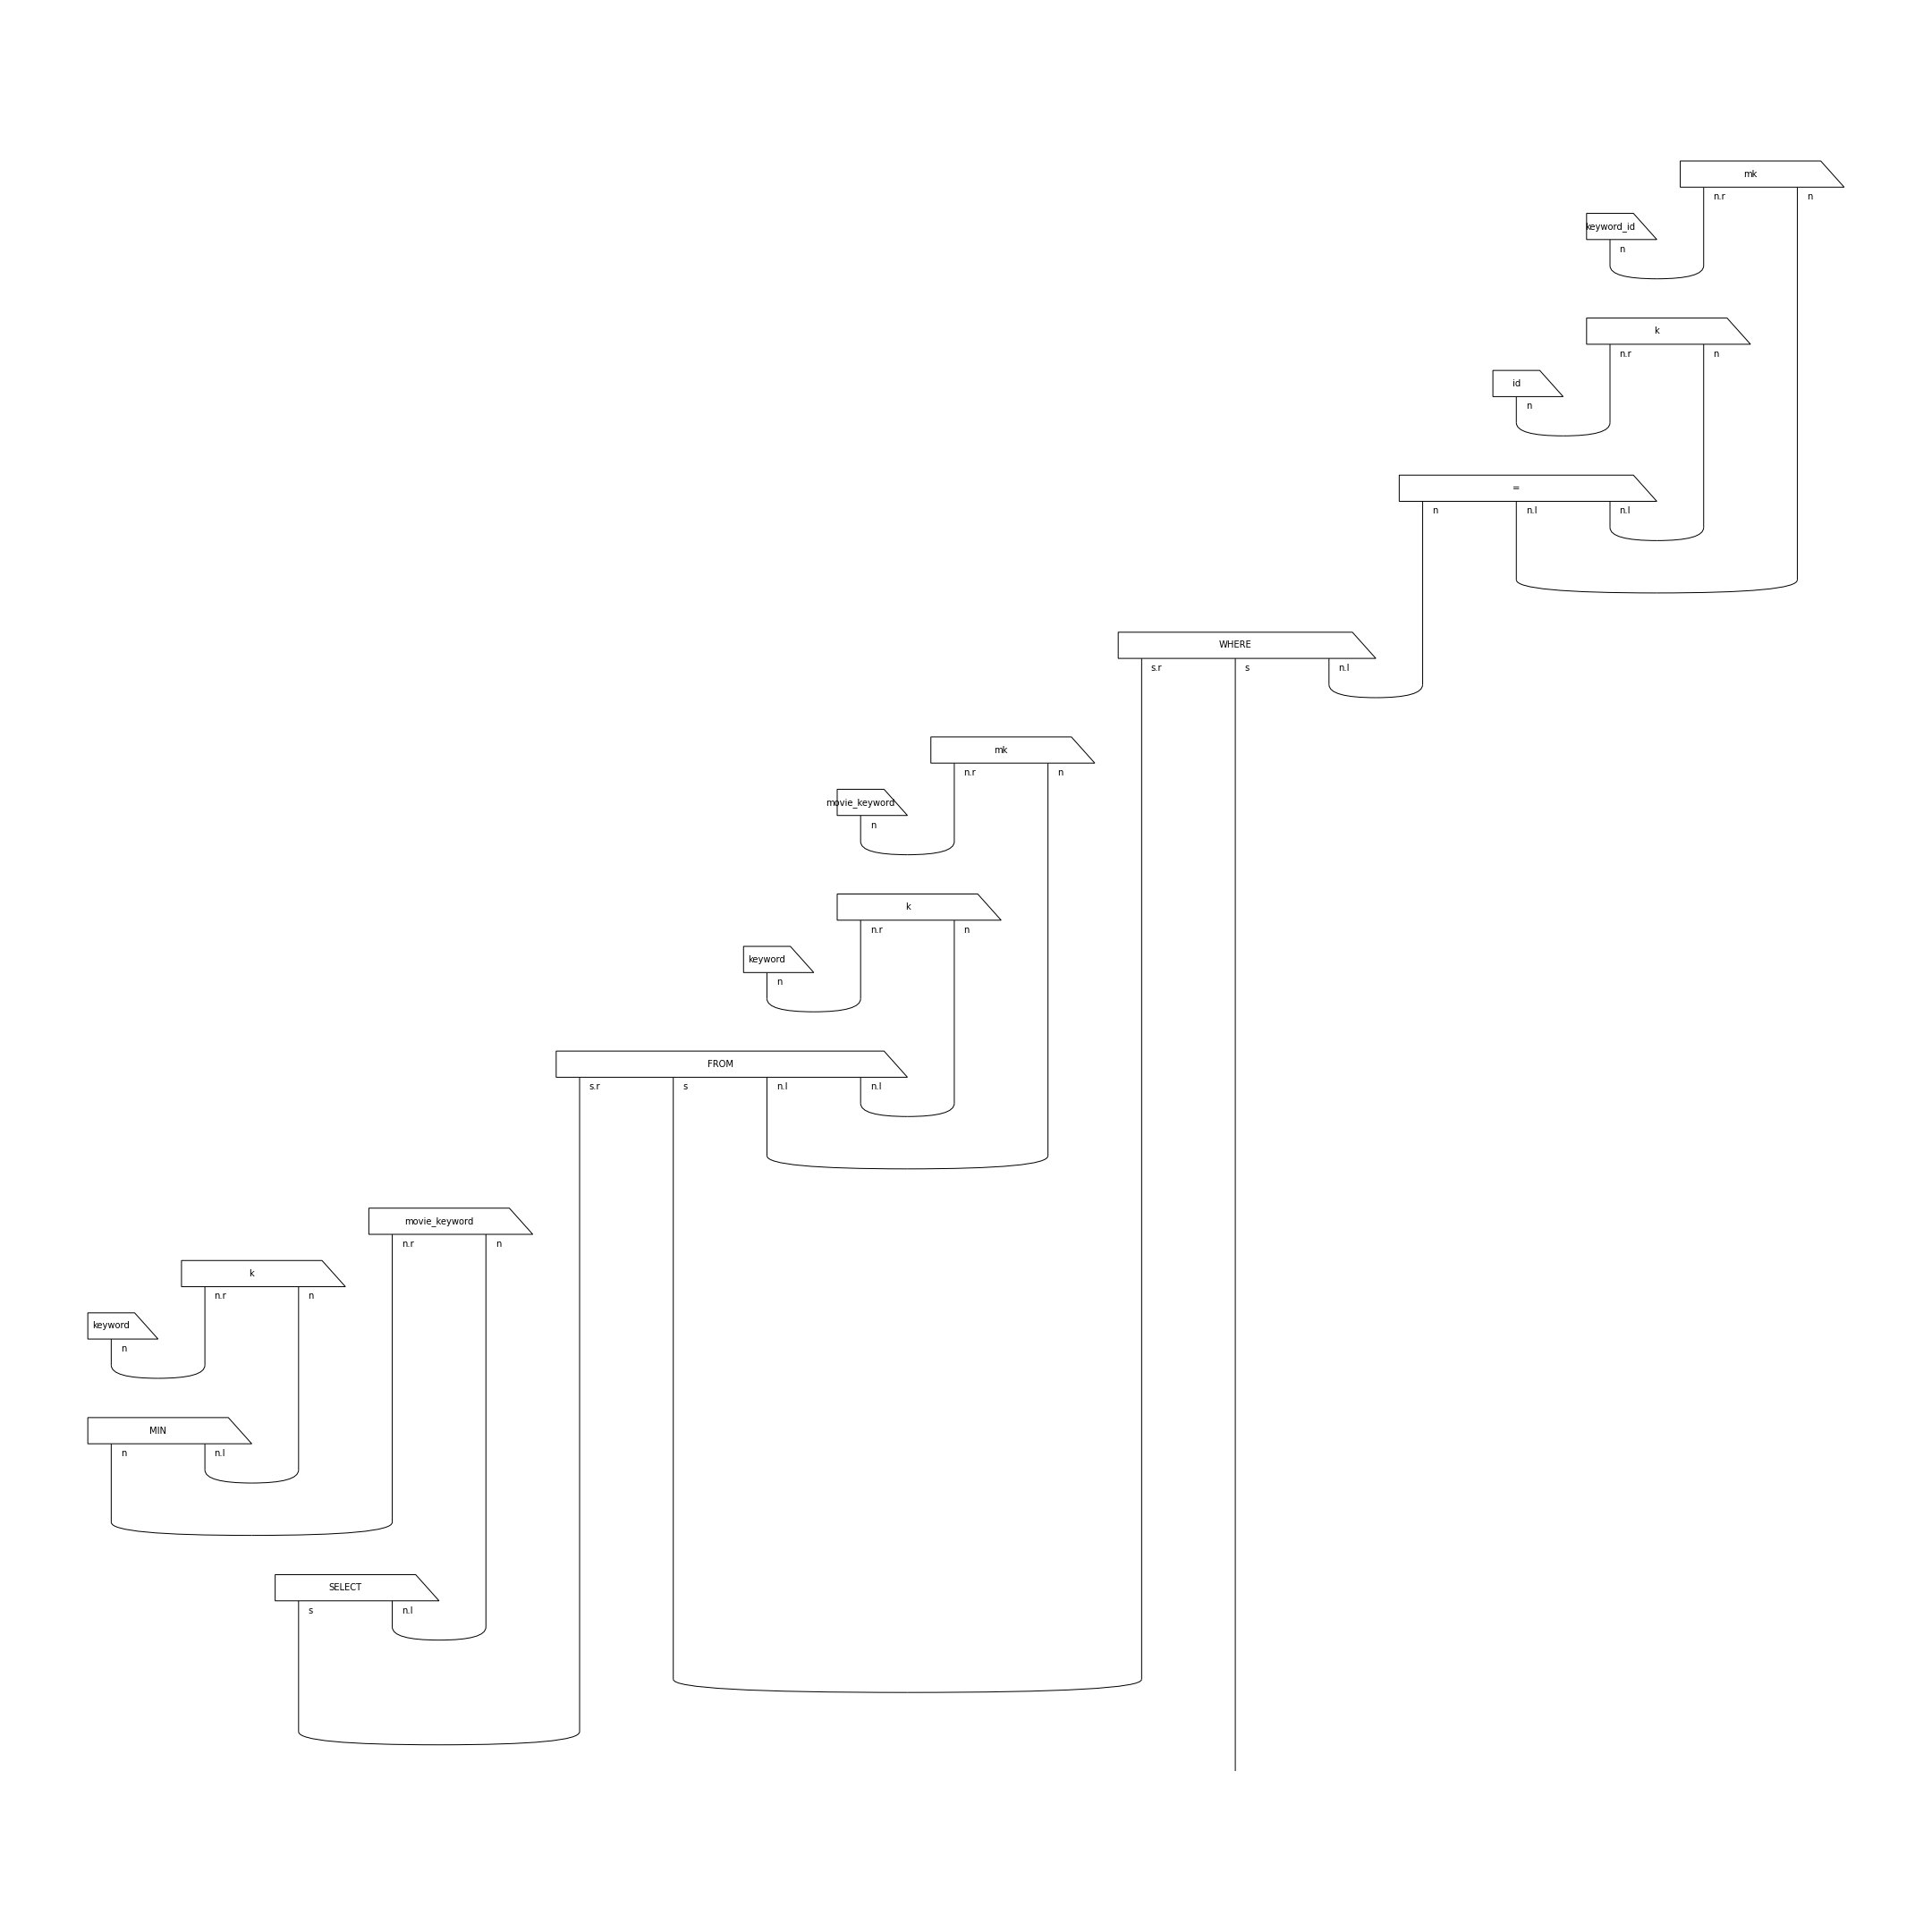 mk
n.r n
keyword_id
n
k
n.r n
id
n
=
n n.l n.l
WHERE
s.r s n.l
mk
n.r n
movie_keyword
n
k
n.r n
keyword
n
FROM
s.r s n.l n.l
movie_keyword
n.r n
k
n.r n
keyword
n
MIN
n n.l
SELECT
s n.l